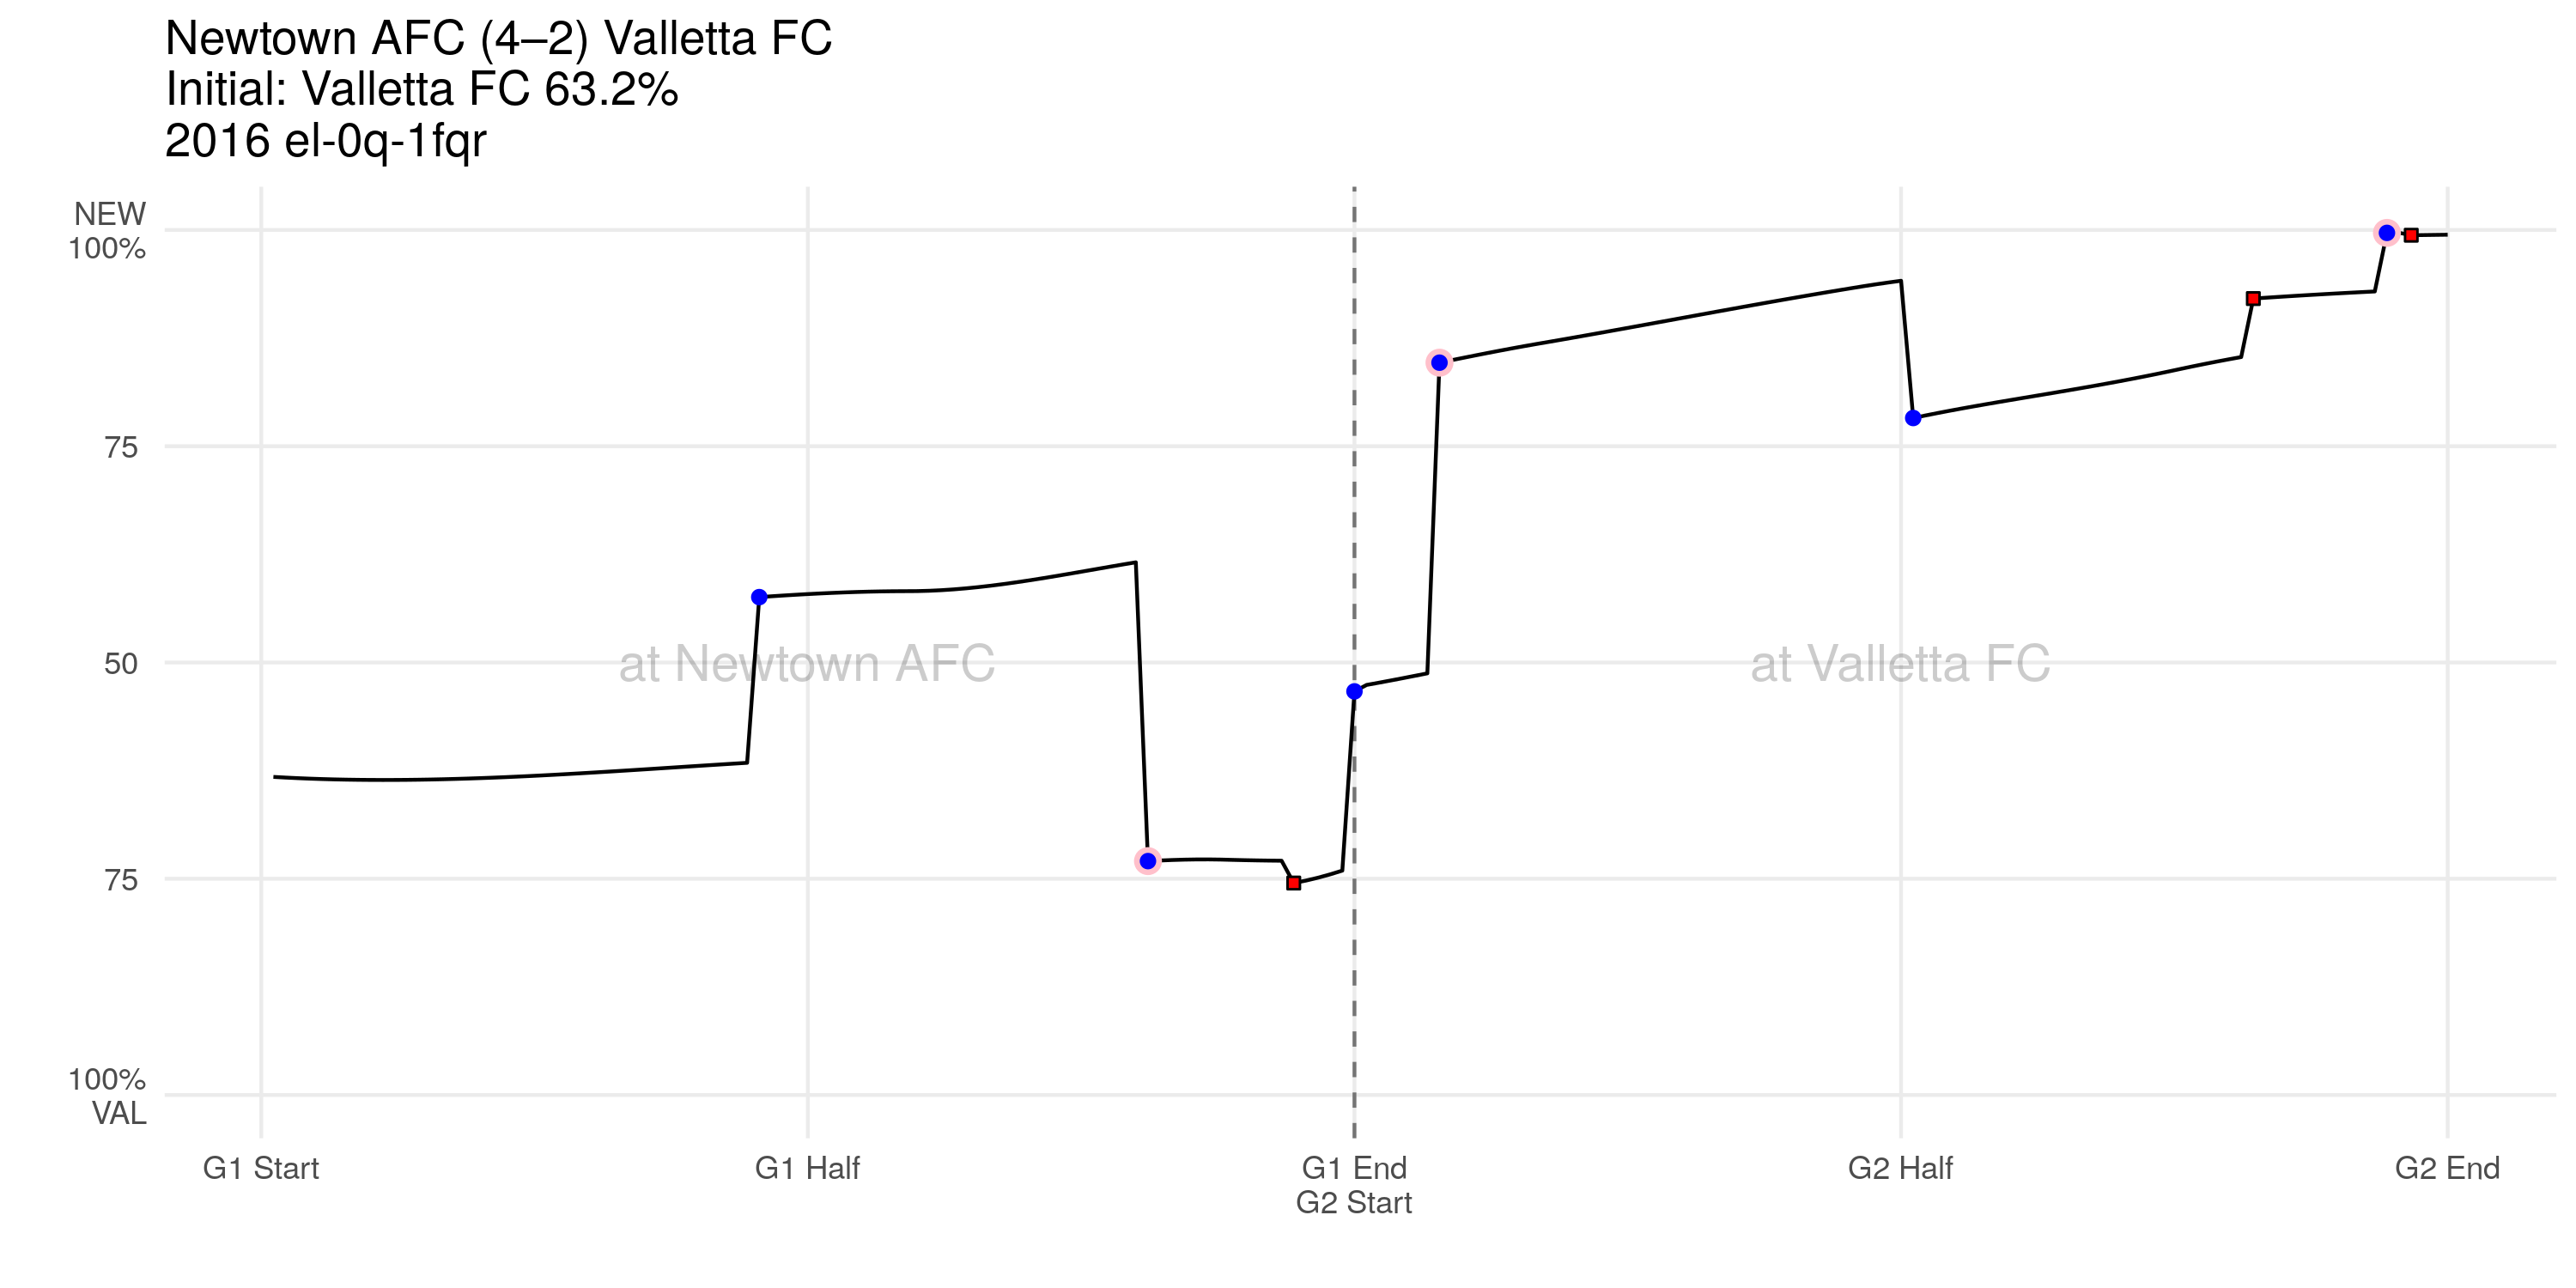 Newtown AFC (4–2) Valletta FC
Initial: Valletta FC 63.2%
2016 el-0q-1fqr
NEW
100%
75
50
75
100%
VAL
at Newtown AFC
at Valletta FC
G1 Start
G1 Half
G1 End
G2 Start
G2 Half
G2 End